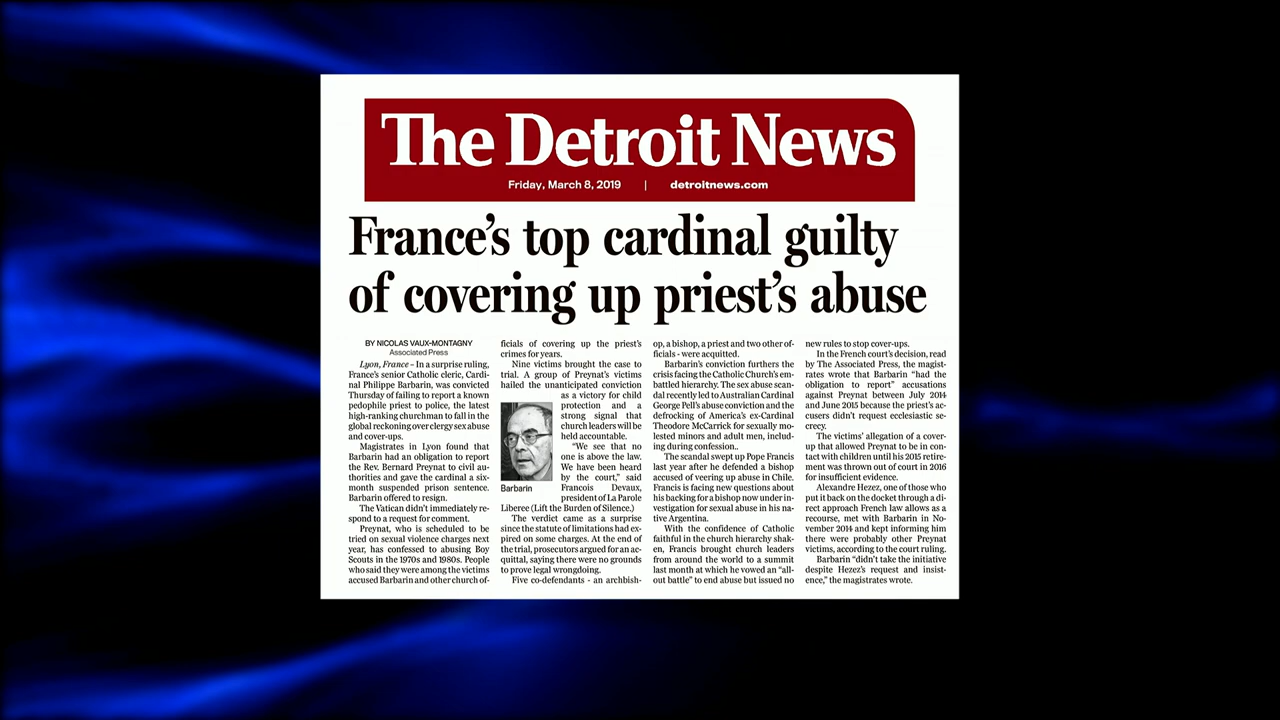 The Detroit News
Friday, March 8, 2019 | detroitnews.com
France's top cardinal guilty
of covering up priest's abuse
BY NICOLAS VAUX-MONTAGNY
Associated Press
Lyon, France – In a surprise ruling,
France's senior Catholic cleric, Cardi-
nal Philippe Barbarin, was convicted
Thursday of failing to report a known
pedophile priest to police, the latest
high-ranking churchman to fall in the
global reckoning over clergy sex abuse
and cover-ups.
Magistrates in Lyon found that
Barbarin had an obligation to report
the Rev. Bernard Preynat to civil au-
thorities and gave the cardinal a six-
month suspended prison sentence.
Barbarin offered to resign.
The Vatican didn't immediately re-
spond to a request for comment.
Preynat, who is scheduled to be
tried on sexual violence charges next
year, has confessed to abusing Boy
Scouts in the 1970s and 1980s. People
who said they were among the victims
accused Barbarin and other church of-
ficials of covering up the priest's
crimes for years.
Nine victims brought the case to
trial. A group of Preynat's victims
hailed the unanticipated conviction
as a victory for child
protection and a
strong signal that
church leaders will be
held accountable.
"We see that no
one is above the law.
We have been heard
by the court," said
Francois Devaux,
president of La Parole
Liberee (Lift the Burden of Silence.)
Barbarin
The verdict came as a surprise
since the statute of limitations had ex-
pired on some charges. At the end of
the trial, prosecutors argued for an ac-
quittal, saying there were no grounds
to prove legal wrongdoing.
Five co-defendants - an archbish-
op, a bishop, a priest and two other of-
ficials - were acquitted.
Barbarin's conviction furthers the
crisis facing the Catholic Church's em-
battled hierarchy. The sex abuse scan-
dal recently led to Australian Cardinal
George Pell's abuse conviction and the
defrocking of America's ex-Cardinal
Theodore McCarrick for sexually mo-
lested minors and adult men, includ-
ing during confession..
The scandal swept up Pope Francis
last year after he defended a bishop
accused of veering up abuse in Chile.
Francis is facing new questions about
his backing for a bishop now under in-
vestigation for sexual abuse in his na-
tive Argentina.
With the confidence of Catholic
faithful in the church hierarchy shak-
en, Francis brought church leaders
from around the world to a summit
last month at which he vowed an "all-
out battle" to end abuse but issued no
new rules to stop cover-ups.
In the French court's decision, read
by The Associated Press, the magist-
rates wrote that Barbarin "had the
obligation to report" accusations
against Preynat between July 2014
and June 2015 because the priest's ac-
cusers didn't request ecclesiastic se-
crecy.
The victims' allegation of a cover-
up that allowed Preynat to be in con-
tact with children until his 2015 retire-
ment was thrown out of court in 2016
for insufficient evidence.
Alexandre Hezez, one of those who
put it back on the docket through a di-
rect approach French law allows as a
recourse, met with Barbarin in No-
vember 2014 and kept informing him
there were probably other Preynat
victims, according to the court ruling.
Barbarin "didn't take the initiative
despite Hezez's request and insist-
ence," the magistrates wrote.